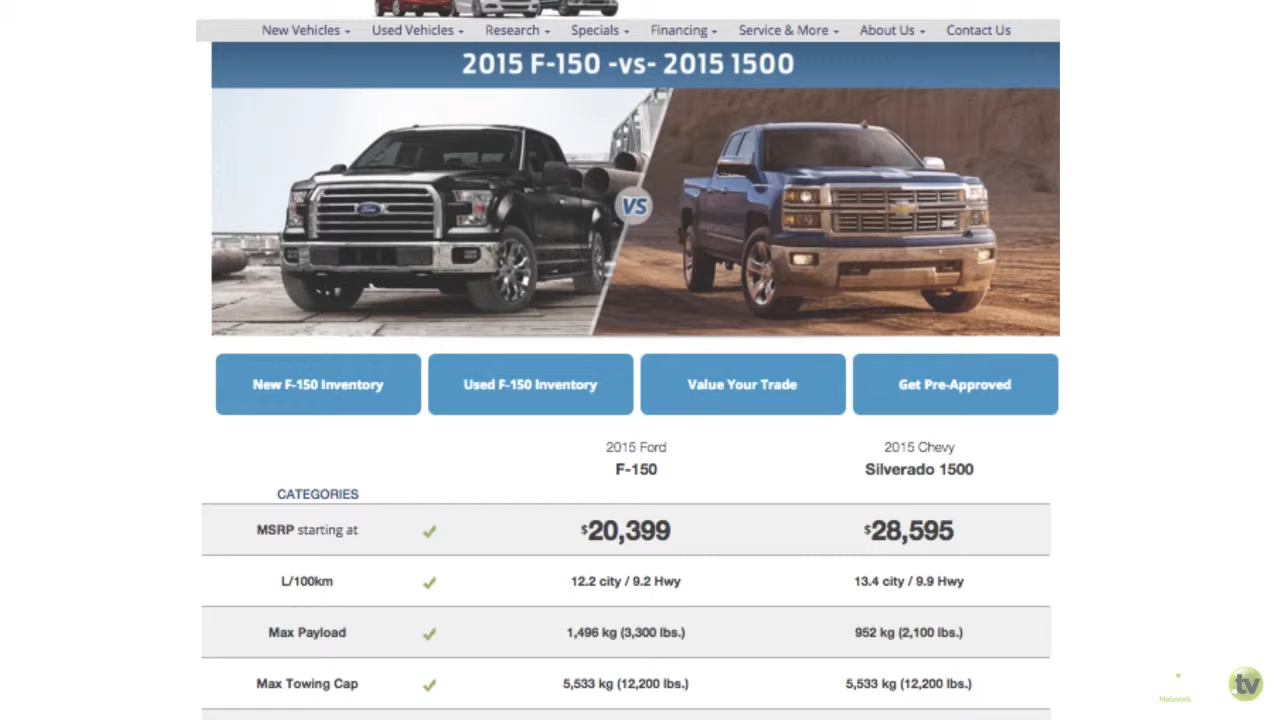 New Vehicles Used Vehicles Research Specials Financing Service & More About Us Contact Us
2015 F-150 -vs- 2015 1500
Ford
VS
New F-150 Inventory Used F-150 Inventory Value Your Trade Get Pre-Approved
2015 Ford 2015 Chevy
F-150 Silverado 1500
CATEGORIES
MSRP starting at $20,399 $28,595
L/100km 12.2 city / 9.2 Hwy 13.4 city / 9.9 Hwy
Max Payload 1,496 kg (3,300 lbs.) 952 kg (2,100 lbs.)
Max Towing Cap 5,533 kg (12,200 lbs.) 5,533 kg (12,200 lbs.)
Network tv